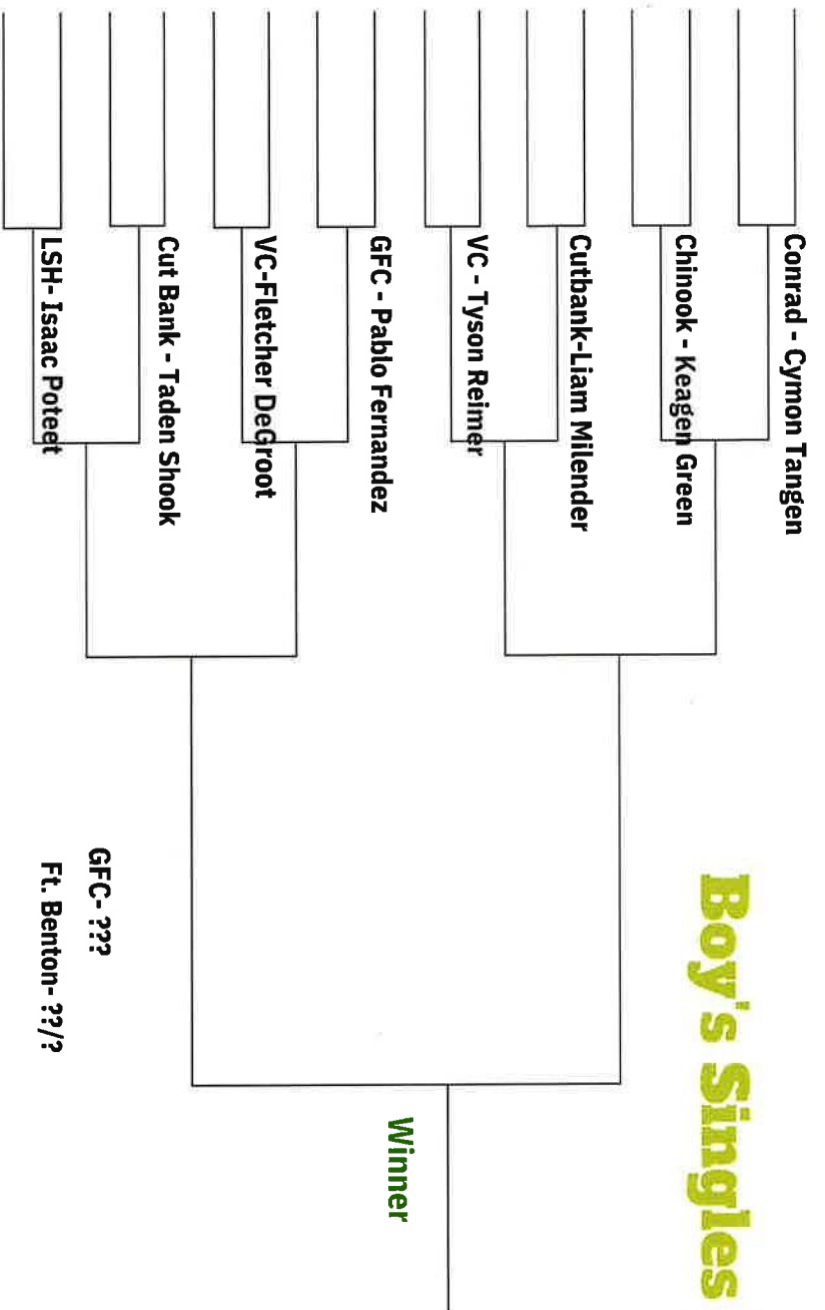 Boy's Singles
Conrad - Cymon Tangen
Chinook - Keagen Green
Cutbank-Liam Milender
VC - Tyson Reimer
GFC - Pablo Fernandez
VC-Fletcher DeGroot
Cut Bank - Taden Shook
LSH- Isaac Poteet
Winner
GFC- ???
Ft. Benton- ??/?